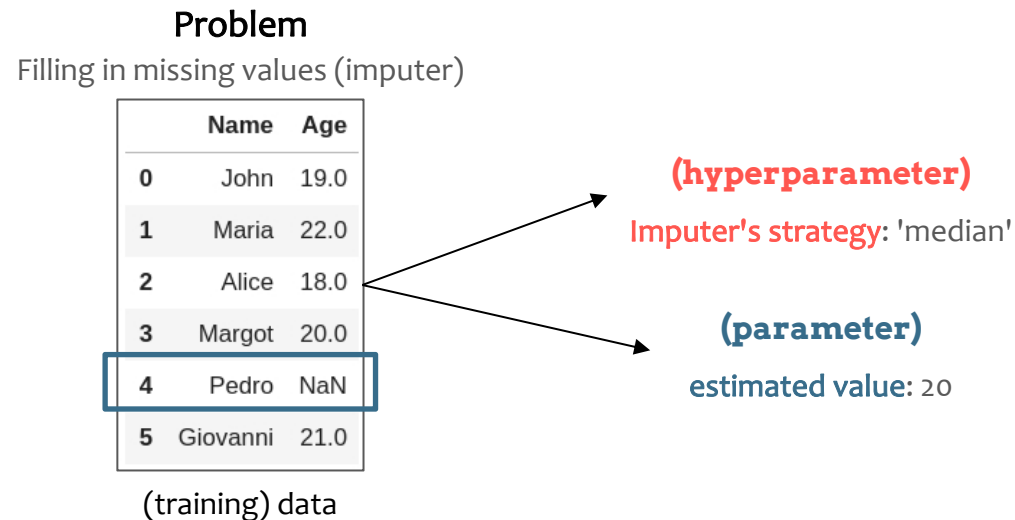 Problem
Filling in missing values (imputer)
Name Age
0 John 19.0
1 Maria 22.0
2 Alice 18.0
3 Margot 20.0
4 Pedro NaN
5 Giovanni 21.0
(training) data
(hyperparameter)
Imputer's strategy: 'median'
(parameter)
estimated value: 20